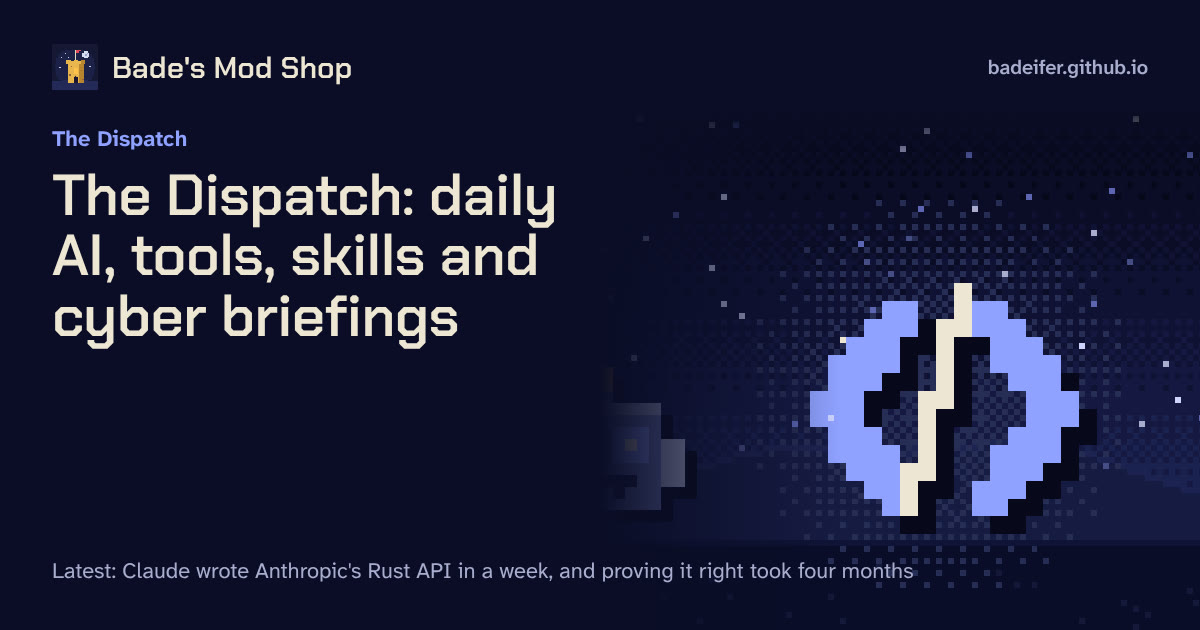 Bade's Mod Shop
badeifer.github.io
The Dispatch
The Dispatch: daily
AI, tools, skills and
cyber briefings
Latest: Claude wrote Anthropic's Rust API in a week, and proving it right took four months